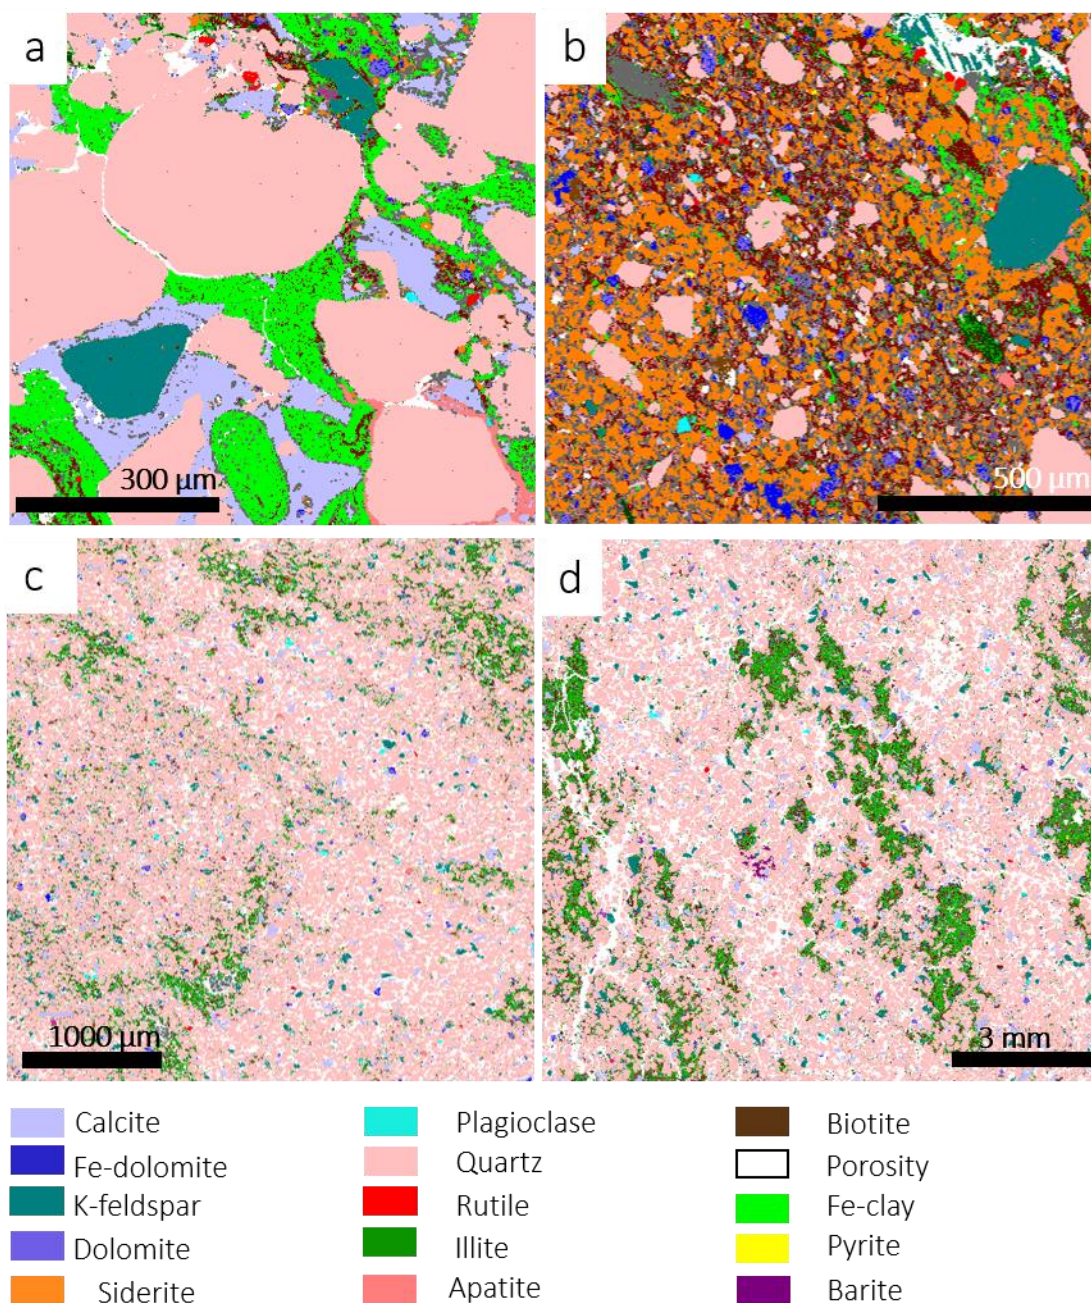 a
b
300 µm
500 µm
c
d
1000 µm
3 mm
Calcite
Plagioclase
Biotite
Fe-dolomite
Quartz
Porosity
K-feldspar
Rutile
Fe-clay
Dolomite
Illite
Pyrite
Siderite
Apatite
Barite